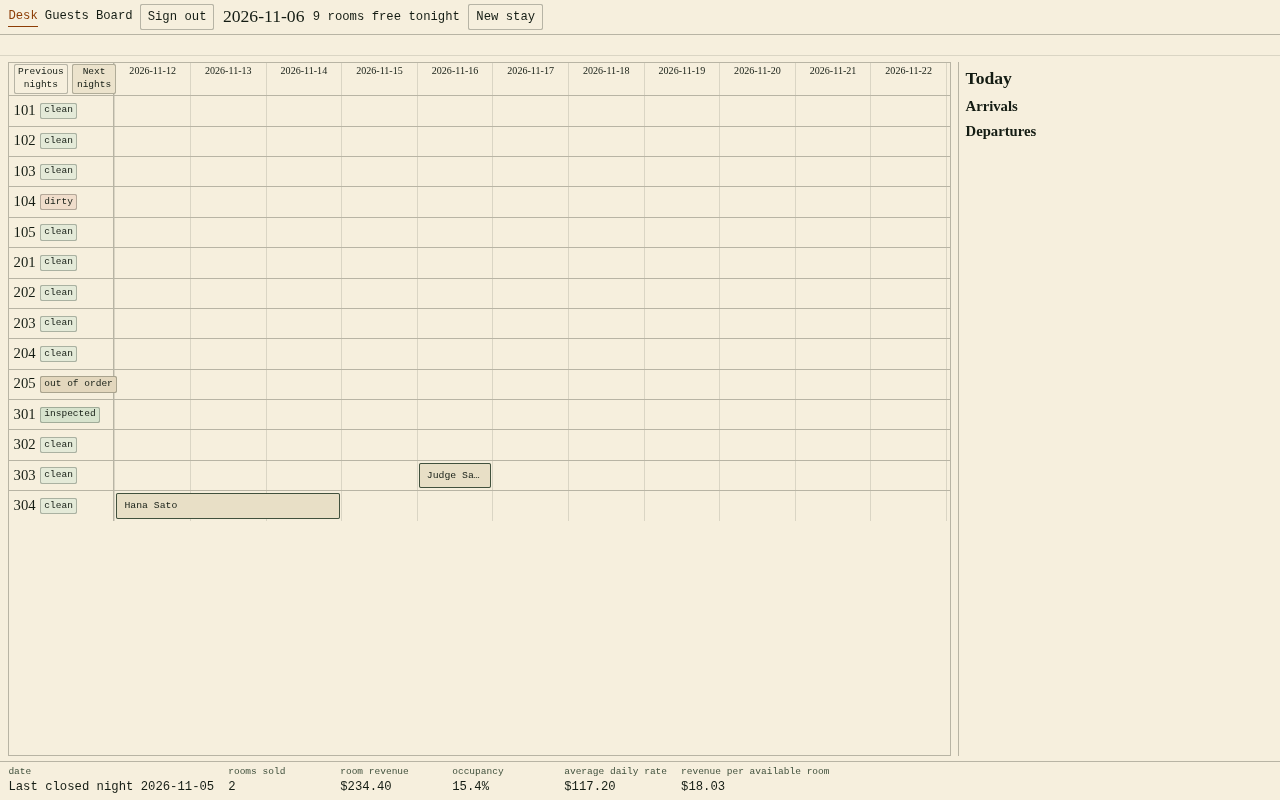 Desk Guests Board Sign out 2026-11-06 9 rooms free tonight New stay
Previous nights Next nights 2026-11-12 2026-11-13 2026-11-14 2026-11-15 2026-11-16 2026-11-17 2026-11-18 2026-11-19 2026-11-20 2026-11-21 2026-11-22
101 clean
102 clean
103 clean
104 dirty
105 clean
201 clean
202 clean
203 clean
204 clean
205 out of order
301 inspected
302 clean
303 clean Judge Sa…
304 clean Hana Sato
Today
Arrivals
Departures
date rooms sold room revenue occupancy average daily rate revenue per available room
Last closed night 2026-11-05 2 $234.40 15.4% $117.20 $18.03